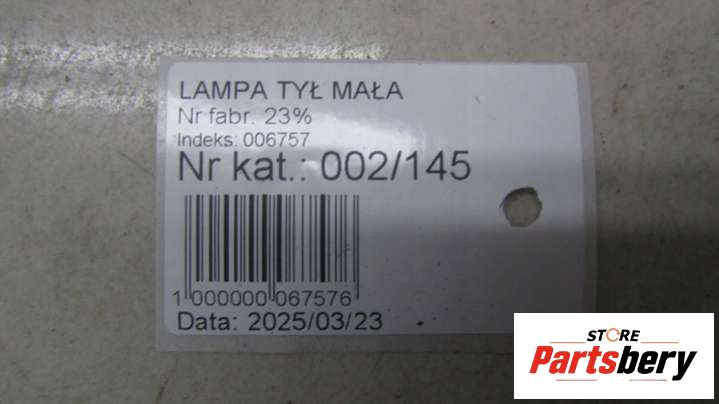 LAMPA TYŁ MAŁA
Nr fabr. 23%
Indeks: 006757
Nr kat.: 002/145
1 000000 067576
Data: 2025/03/23
STORE
Partsbery